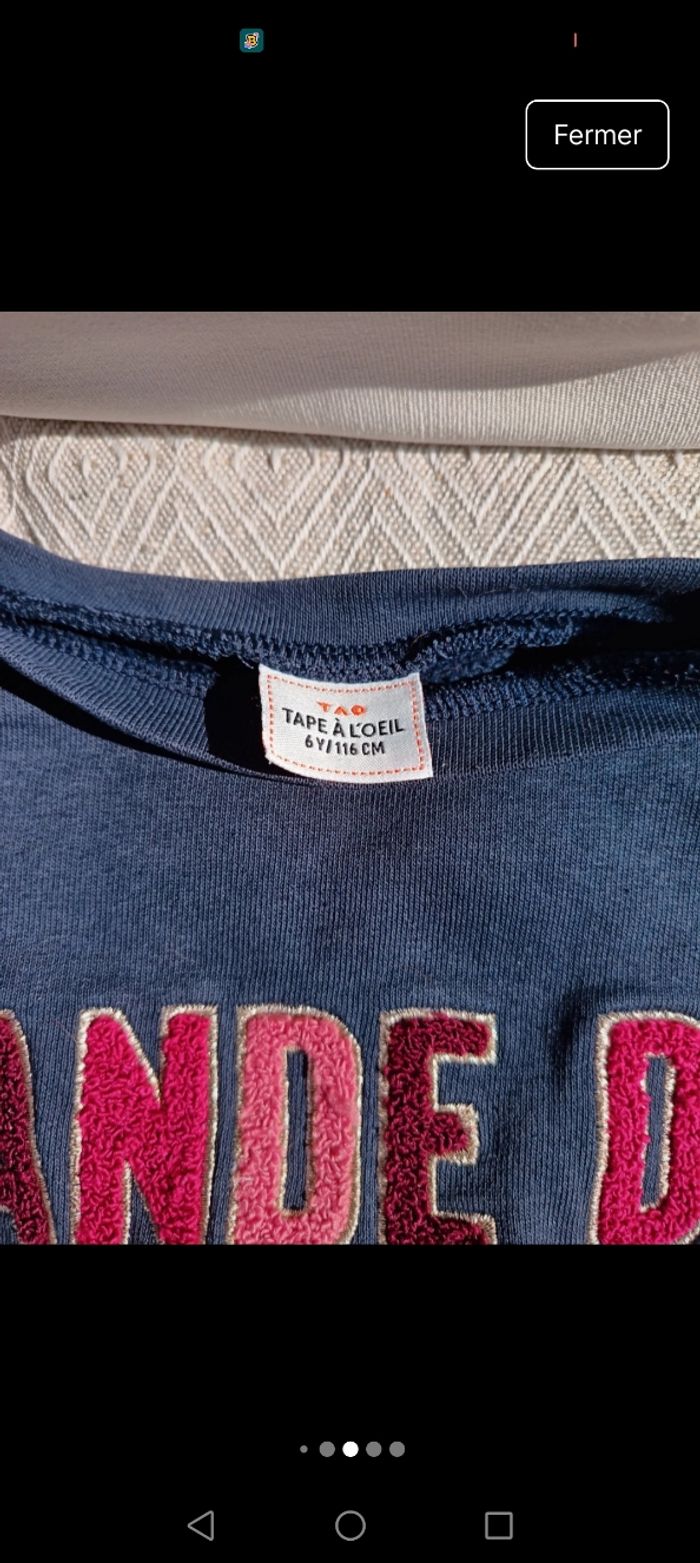 Fermer
TAO
TAPE À L'OEIL
6Y/116 CM
ANDE D